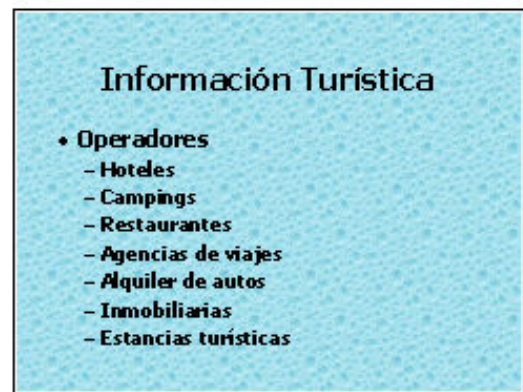 Información Turística
• Operadores
– Hoteles
– Campings
– Restaurantes
– Agencias de viajes
– Alquiler de autos
– Inmobiliarias
– Estancias turísticas